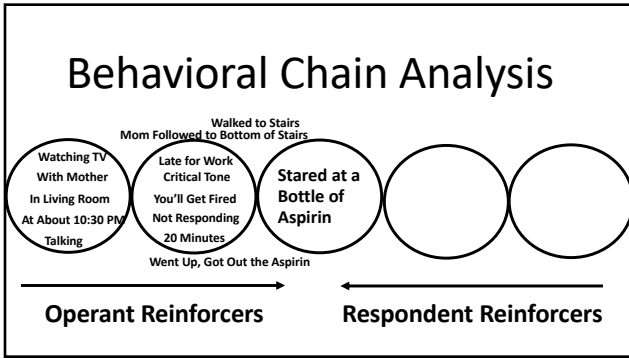 Behavioral Chain Analysis
Walked to Stairs
Mom Followed to Bottom of Stairs
Watching TV
With Mother
In Living Room
At About 10:30 PM
Talking
Late for Work
Critical Tone
You'll Get Fired
Not Responding
20 Minutes
Stared at a
Bottle of
Aspirin
Went Up, Got Out the Aspirin
Operant Reinforcers
Respondent Reinforcers